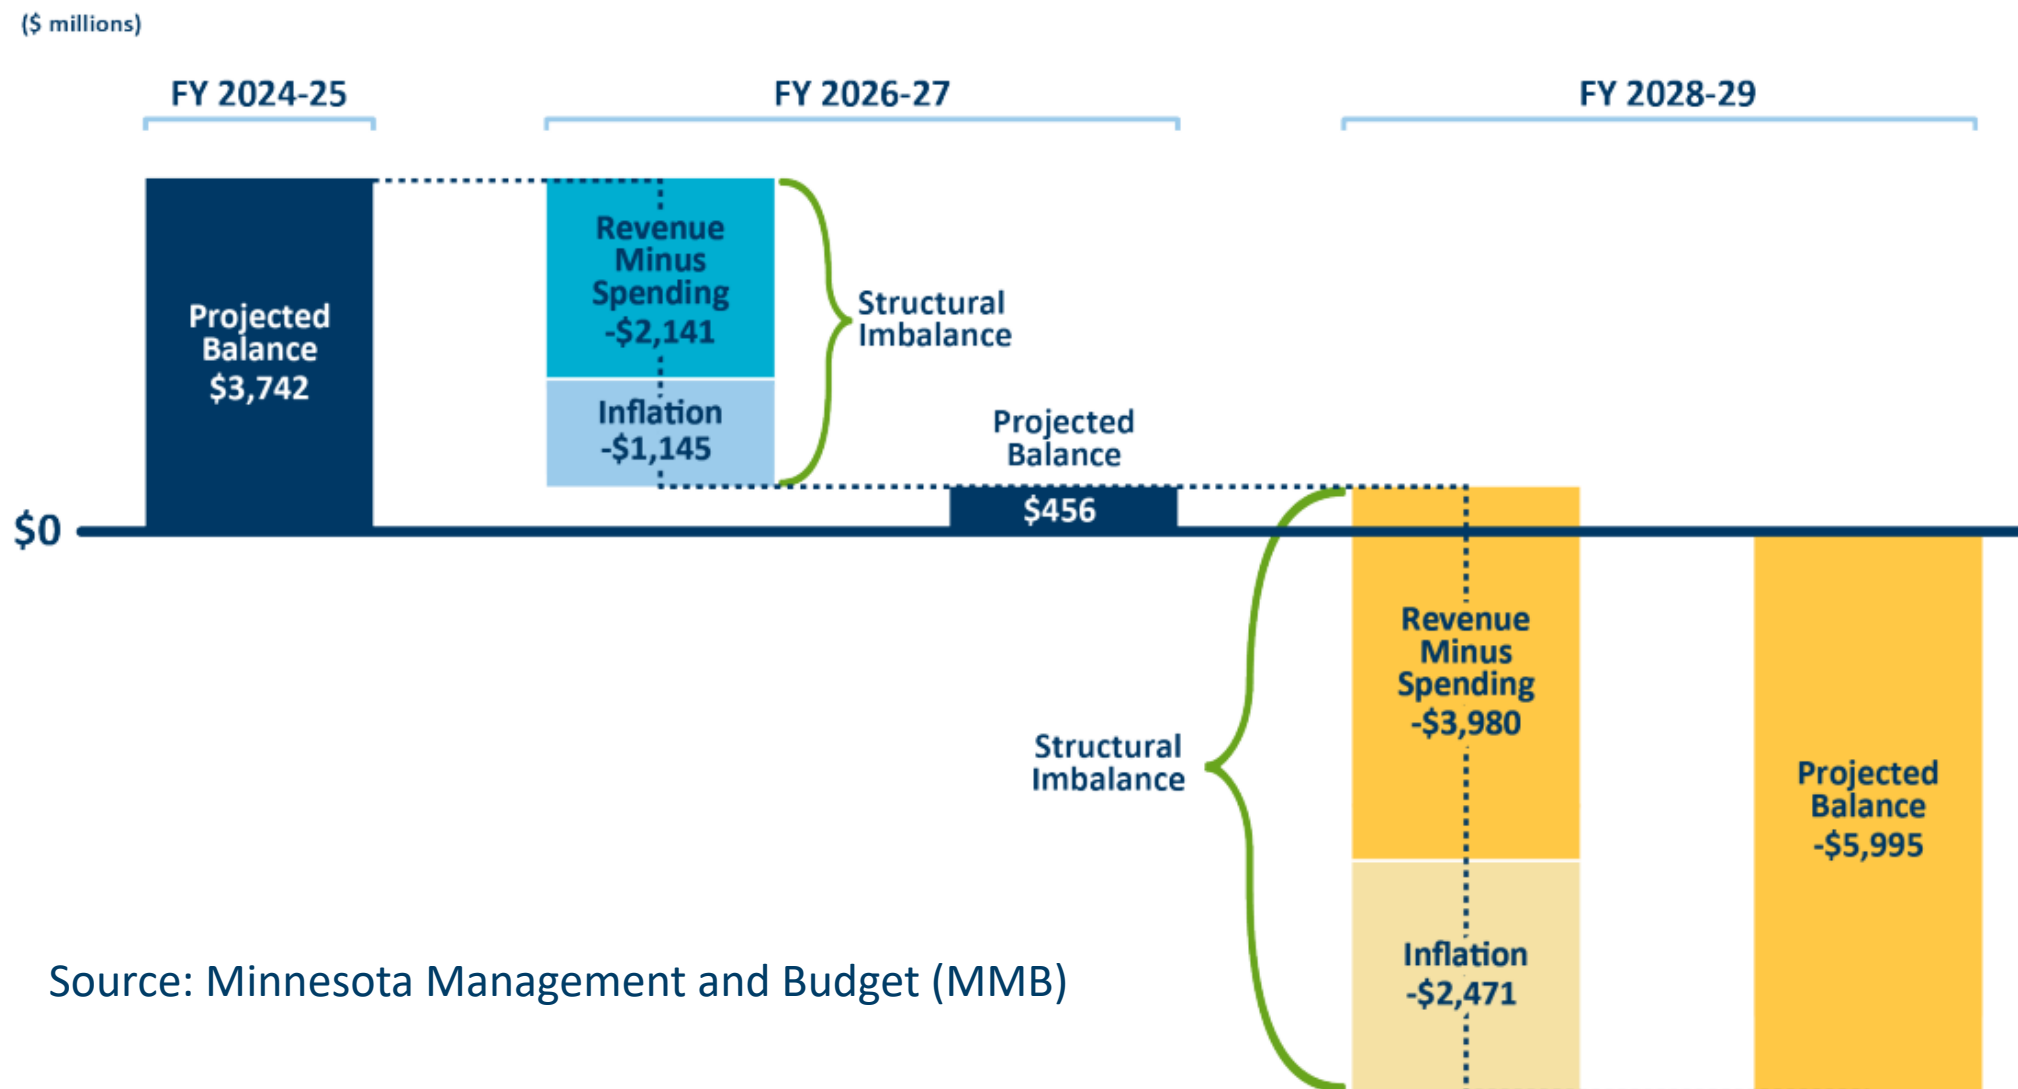 ($ millions)
FY 2024-25
FY 2026-27
FY 2028-29
Projected
Balance
$3,742
Revenue
Minus
Spending
-$2,141
Inflation
-$1,145
Structural
Imbalance
Projected
Balance
$456
$0
Structural
Imbalance
Revenue
Minus
Spending
-$3,980
Inflation
-$2,471
Projected
Balance
-$5,995
Source: Minnesota Management and Budget (MMB)